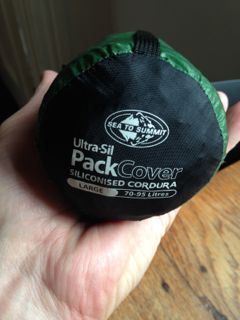 SEA TO SUMMIT
Ultra-Sil
PackCover
SILICONISED CORDURA
LARGE 70-95 Litres